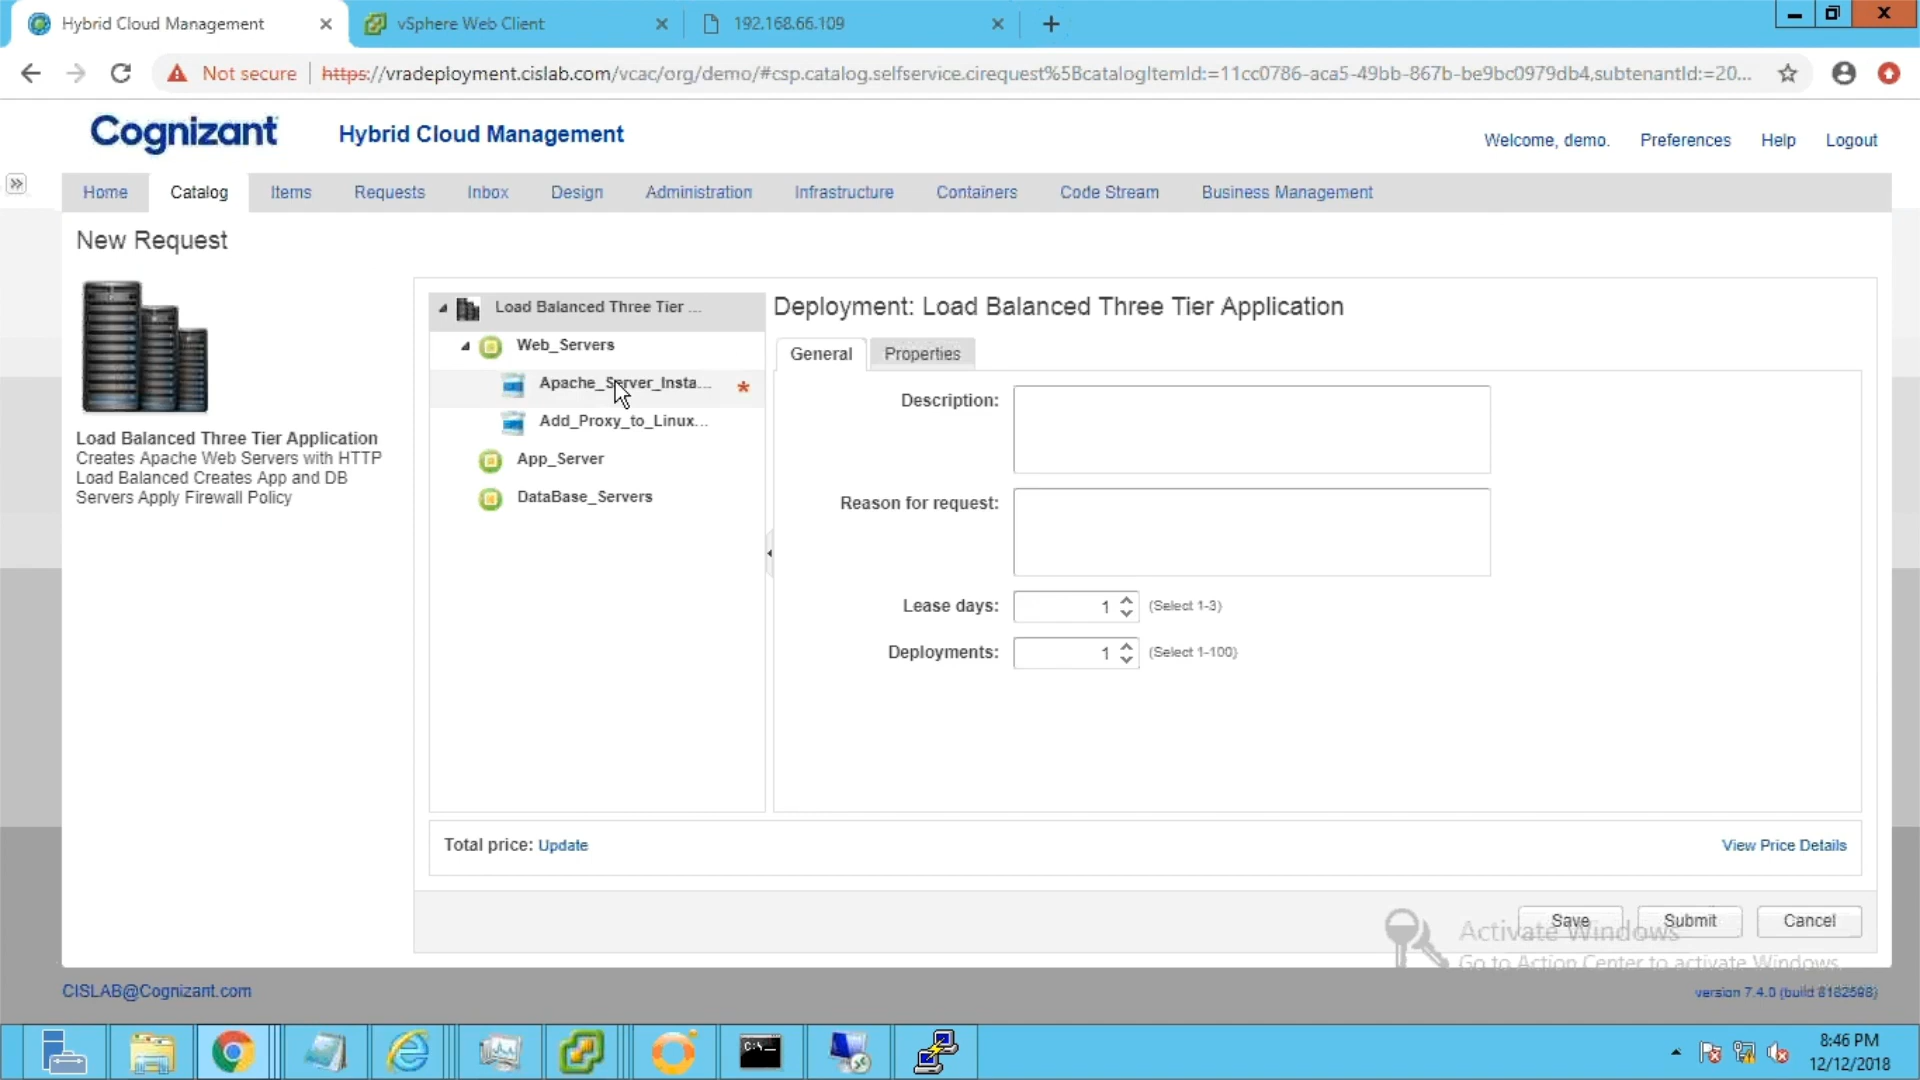 Hybrid Cloud Management
vSphere Web Client
192.168.66.109
Not secure
https://vradeployment.cislab.com/vcac/org/demo/#csp.catalog.selfservice.cirequest%5BcatalogItemId:=11cc0786-aca5-49bb-867b-be9bc0979db4,subtenantId:=20...
Cognizant
Hybrid Cloud Management
Welcome, demo.
Preferences
Help
Logout
Home
Catalog
Items
Requests
Inbox
Design
Administration
Infrastructure
Containers
Code Stream
Business Management
New Request
Load Balanced Three Tier Application
Creates Apache Web Servers with HTTP
Load Balanced Creates App and DB
Servers Apply Firewall Policy
Load Balanced Three Tier ...
Web_Servers
Apache_Server_Insta... *
Add_Proxy_to_Linux...
App_Server
DataBase_Servers
Deployment: Load Balanced Three Tier Application
General
Properties
Description:
Reason for request:
Lease days: 1 (Select 1-3)
Deployments: 1 (Select 1-100)
Total price: Update
View Price Details
Save
Submit
Cancel
Activate Windows
Go to Action Center to activate Windows.
CISLAB@Cognizant.com
version 7.4.0 (build 8182598)
C:\_
8:46 PM
12/12/2018